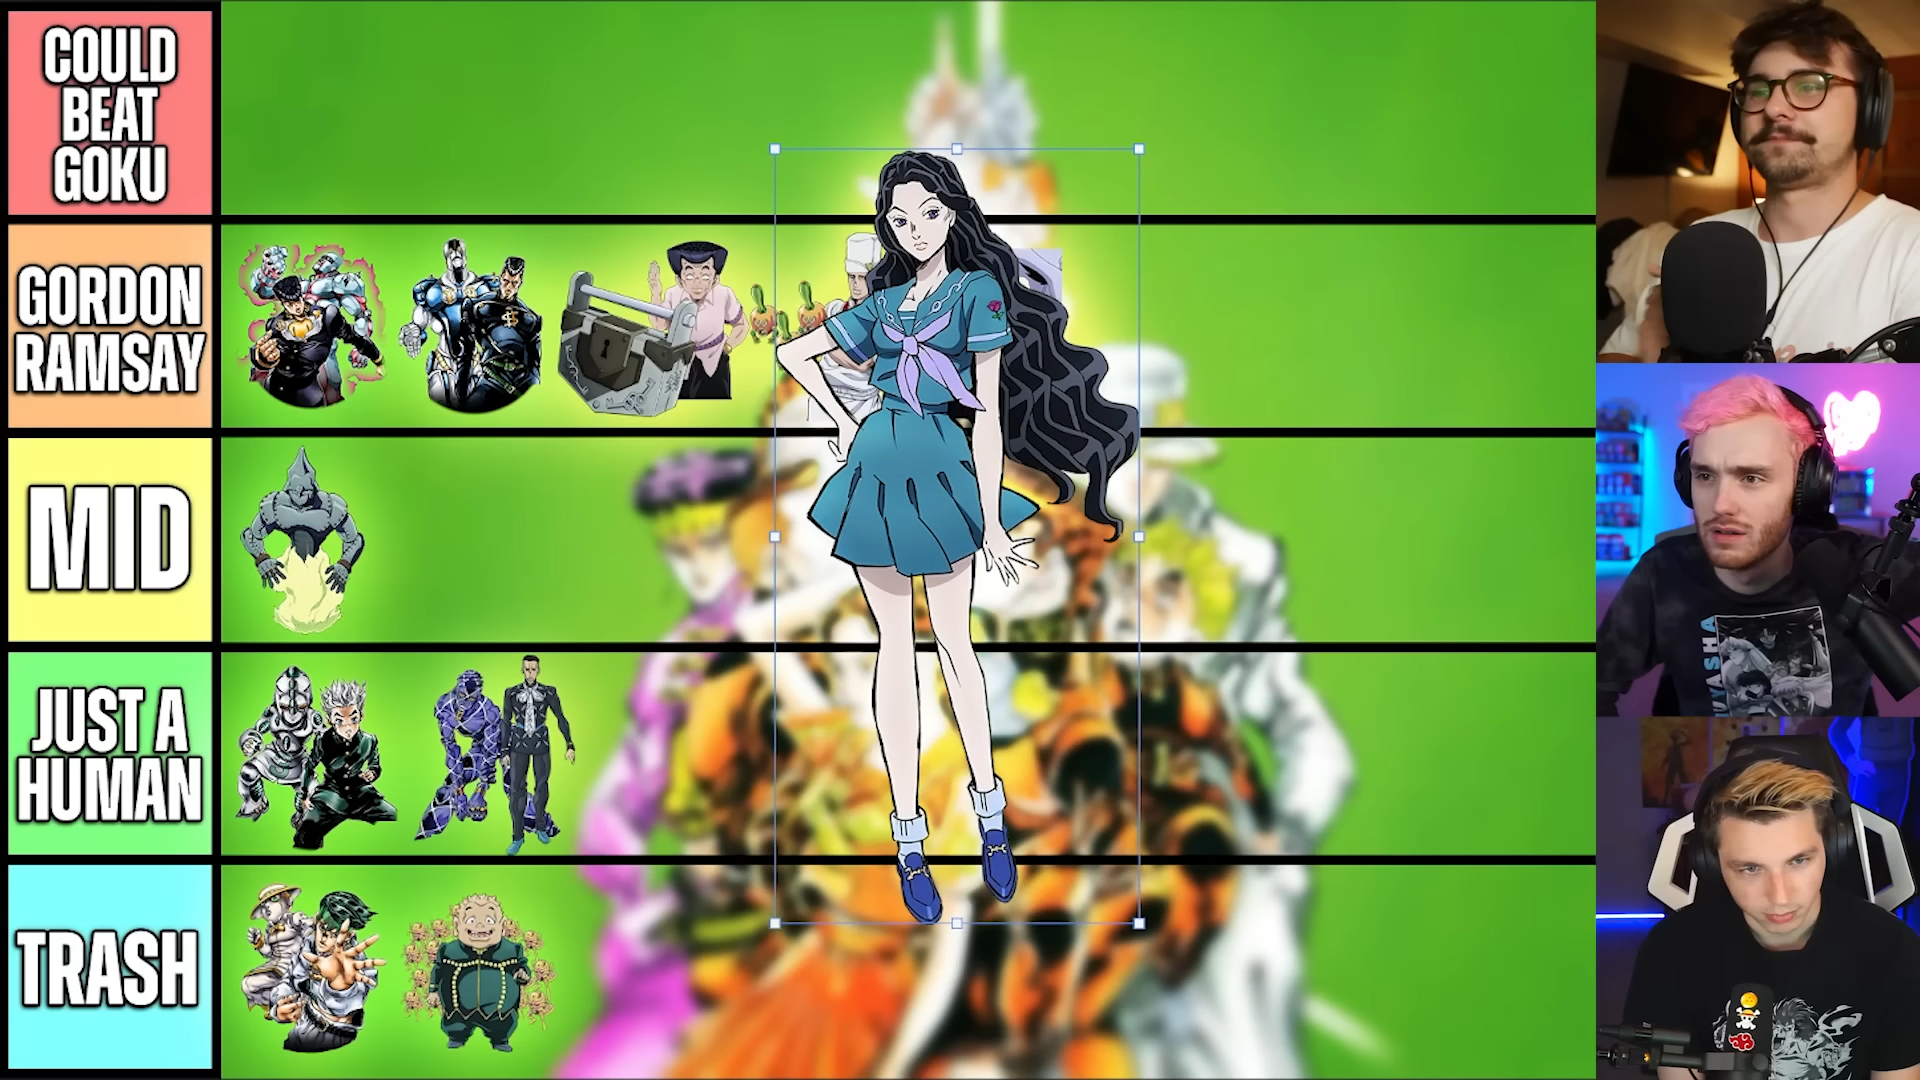 COULD
BEAT
GOKU
GORDON
RAMSAY
MID
JUST A
HUMAN
TRASH